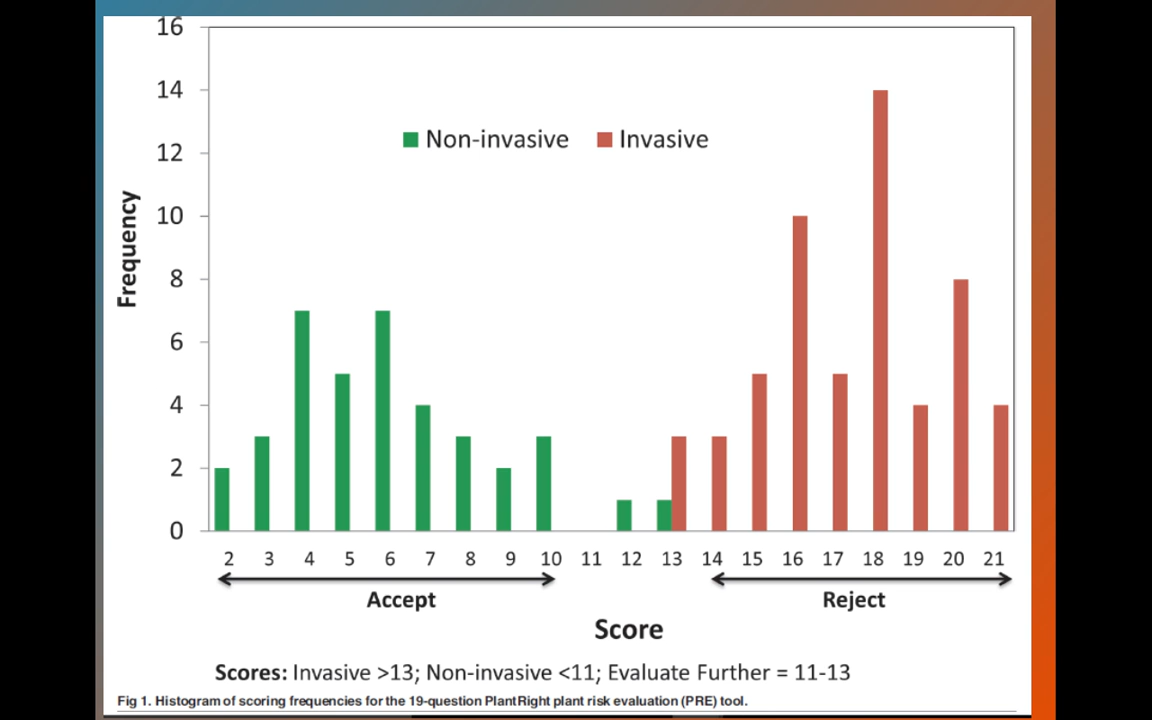 16
14
12
10
8
6
4
2
0
Frequency
Non-invasive Invasive
2 3 4 5 6 7 8 9 10 11 12 13 14 15 16 17 18 19 20 21
Accept Reject
Score
Scores: Invasive >13; Non-invasive <11; Evaluate Further = 11-13
Fig 1. Histogram of scoring frequencies for the 19-question PlantRight plant risk evaluation (PRE) tool.